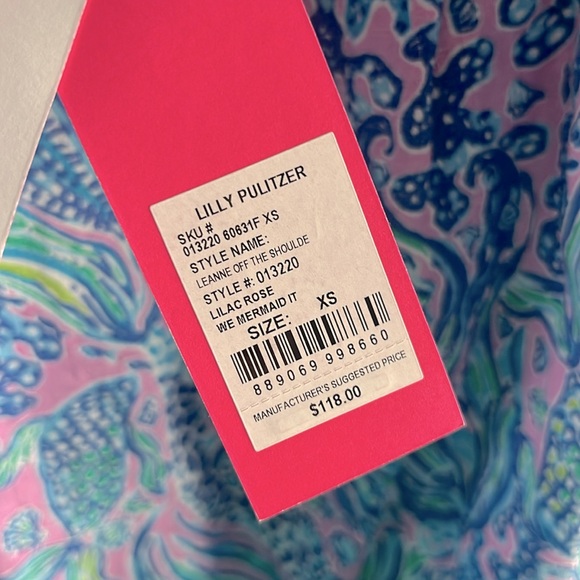 LILLY PULITZER
SKU #
013220 60631F XS
STYLE NAME:
LEANNE OFF THE SHOULDE
STYLE #: 013220
LILAC ROSE
WE MERMAID IT
SIZE: XS
889069 998660
MANUFACTURER'S SUGGESTED PRICE
$118.00